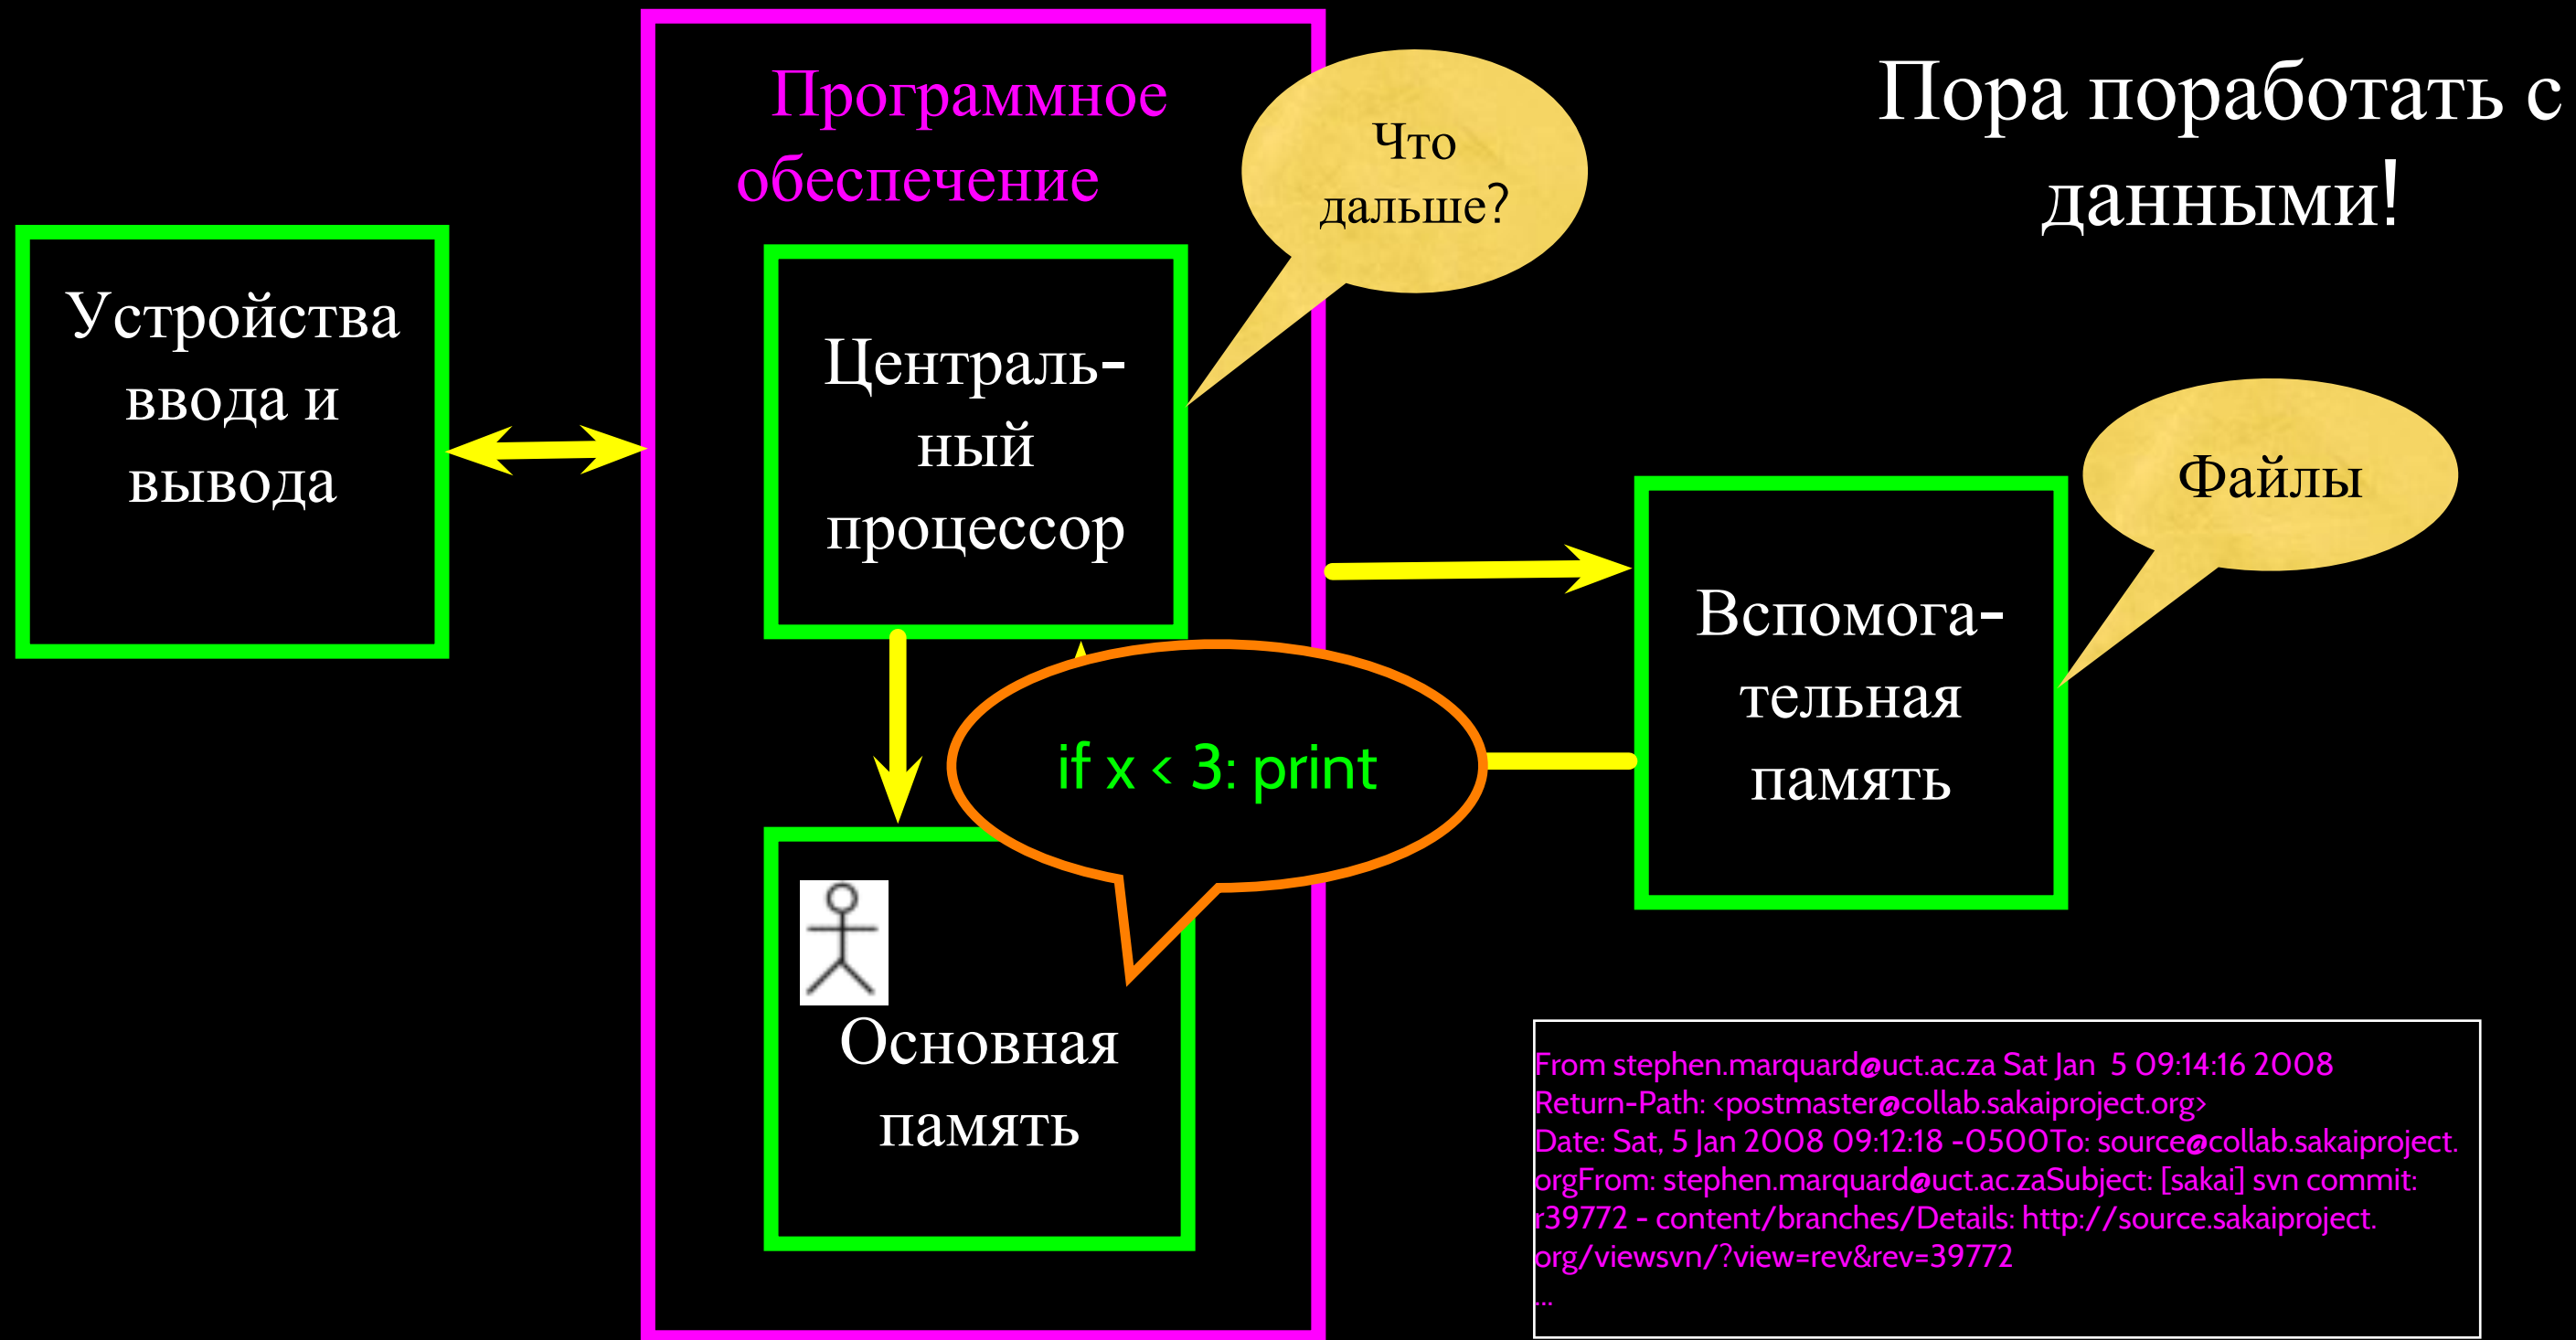 Пора поработать с
данными!
Программное
обеспечение
Что
дальше?
Устройства
ввода и
вывода
Централь-
ный
процессор
Файлы
Вспомога-
тельная
память
if x < 3: print
Основная
память
From stephen.marquard@uct.ac.za Sat Jan  5 09:14:16 2008
Return-Path: <postmaster@collab.sakaiproject.org>
Date: Sat, 5 Jan 2008 09:12:18 -0500To: source@collab.sakaiproject.
orgFrom: stephen.marquard@uct.ac.zaSubject: [sakai] svn commit:
r39772 - content/branches/Details: http://source.sakaiproject.
org/viewsvn/?view=rev&rev=39772
...